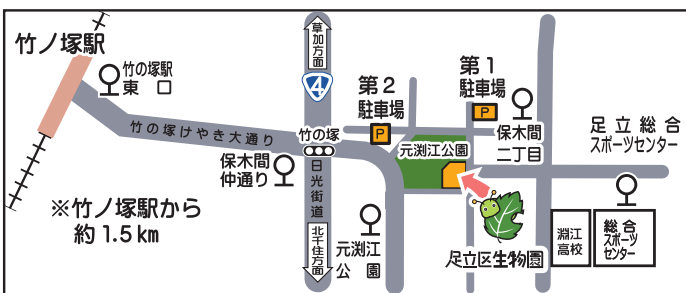 竹ノ塚駅
竹の塚駅
東 口
竹の塚けやき大通り
※竹ノ塚駅から
約1.5km
草加方面
4
竹の塚
日光街道
北千住方面
保木間
仲通り
第2
駐車場
P
第1
駐車場
P
元渕江公園
保木間
二丁目
足立総合
スポーツセンター
元渕江
公 園
足立区生物園
淵江
高校
総合
スポーツ
センター